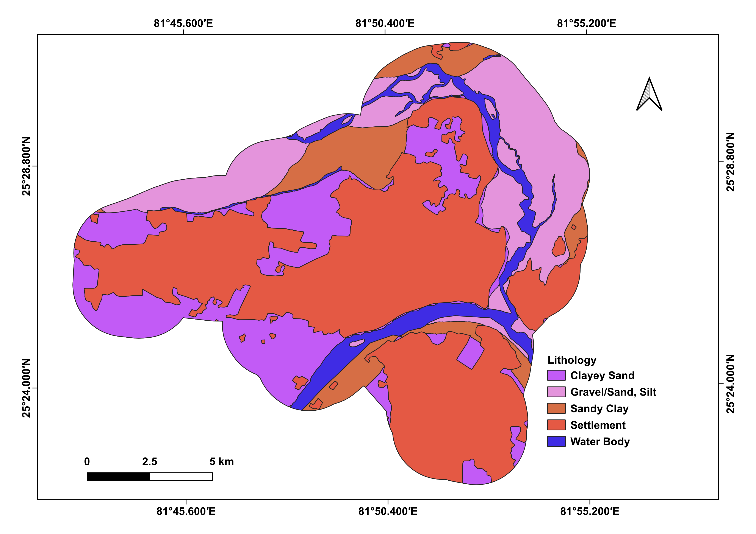 81°45.600'E 81°50.400'E 81°55.200'E
25°28.800'N 25°28.800'N
25°24.000'N 25°24.000'N
Lithology
Clayey Sand
Gravel/Sand, Silt
Sandy Clay
Settlement
Water Body
0 2.5 5 km
81°45.600'E 81°50.400'E 81°55.200'E